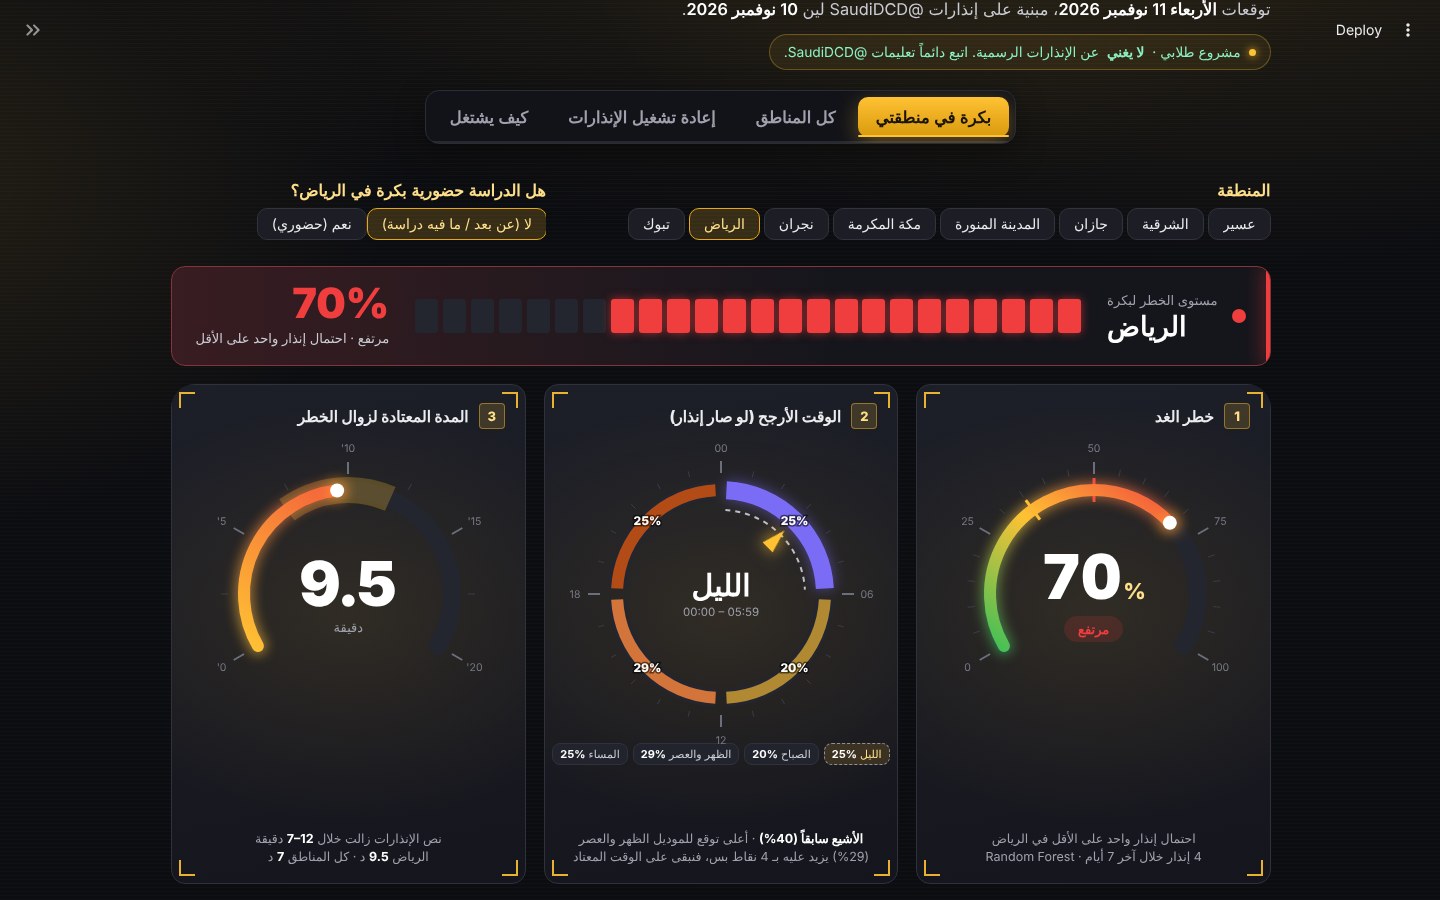 توقعات الأربعاء 11 نوفمبر 2026، مبنية على إنذارات @SaudiDCD لين 10 نوفمبر 2026.
Deploy
مشروع طلابي · لا يغني عن الإنذارات الرسمية. اتبع دائماً تعليمات @SaudiDCD.
بكرة في منطقتي
كل المناطق
إعادة تشغيل الإنذارات
كيف يشتغل
المنطقة
عسير
الشرقية
جازان
المدينة المنورة
مكة المكرمة
نجران
الرياض
تبوك
هل الدراسة حضورية بكرة في الرياض؟
لا (عن بعد / ما فيه دراسة)
نعم (حضوري)
مستوى الخطر لبكرة
الرياض
70%
مرتفع · احتمال إنذار واحد على الأقل
1
خطر الغد
0
25
50
75
100
70%
مرتفع
احتمال إنذار واحد على الأقل في الرياض
4 إنذار خلال آخر 7 أيام · Random Forest
2
الوقت الأرجح (لو صار إنذار)
00
06
12
18
25%
25%
29%
20%
الليل
00:00 – 05:59
الليل 25%
الصباح 20%
الظهر والعصر 29%
المساء 25%
الأشيع سابقاً (40%) · أعلى توقع للموديل الظهر والعصر
(29%) يزيد عليه بـ 4 نقاط بس، فنبقى على الوقت المعتاد
3
المدة المعتادة لزوال الخطر
'0
'5
'10
'15
'20
9.5
دقيقة
نص الإنذارات زالت خلال 7–12 دقيقة
الرياض 9.5 د · كل المناطق 7 د